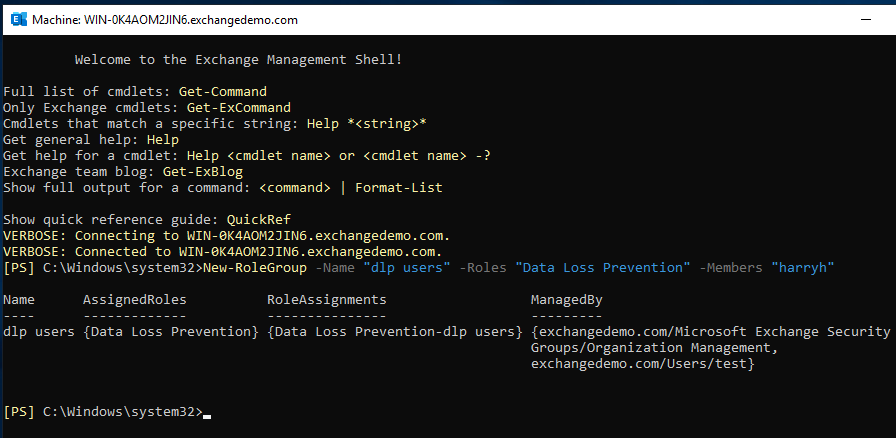 Machine: WIN-0K4AOM2JIN6.exchangedemo.com
Welcome to the Exchange Management Shell!
Full list of cmdlets: Get-Command
Only Exchange cmdlets: Get-ExCommand
Cmdlets that match a specific string: Help *<string>*
Get general help: Help
Get help for a cmdlet: Help <cmdlet name> or <cmdlet name> -?
Exchange team blog: Get-ExBlog
Show full output for a command: <command> | Format-List
Show quick reference guide: QuickRef
VERBOSE: Connecting to WIN-0K4AOM2JIN6.exchangedemo.com.
VERBOSE: Connected to WIN-0K4AOM2JIN6.exchangedemo.com.
[PS] C:\Windows\system32>New-RoleGroup -Name "dlp users" -Roles "Data Loss Prevention" -Members "harryh"
Name AssignedRoles RoleAssignments ManagedBy
---- ------------- --------------- ---------
dlp users {Data Loss Prevention} {Data Loss Prevention-dlp users} {exchangedemo.com/Microsoft Exchange Security
Groups/Organization Management,
exchangedemo.com/Users/test}
[PS] C:\Windows\system32>